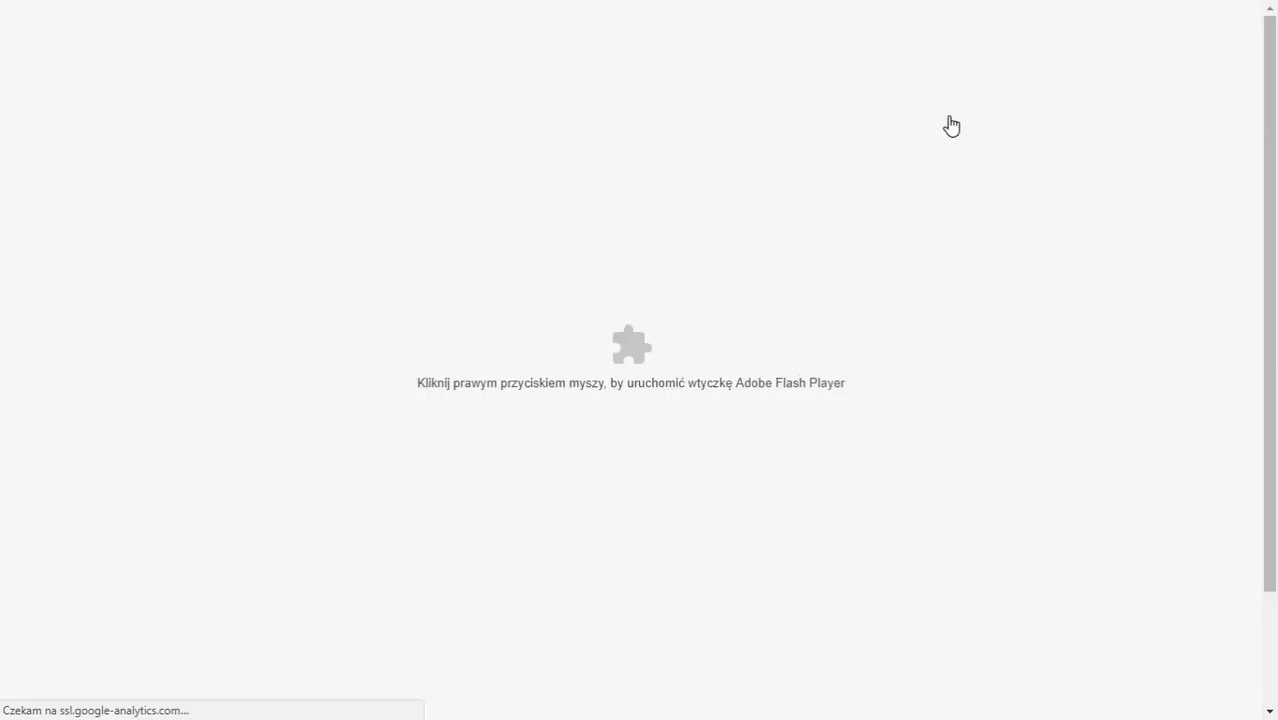 Kliknij prawym przyciskiem myszy, by uruchomić wtyczkę Adobe Flash Player
Czekam na ssl.google-analytics.com...